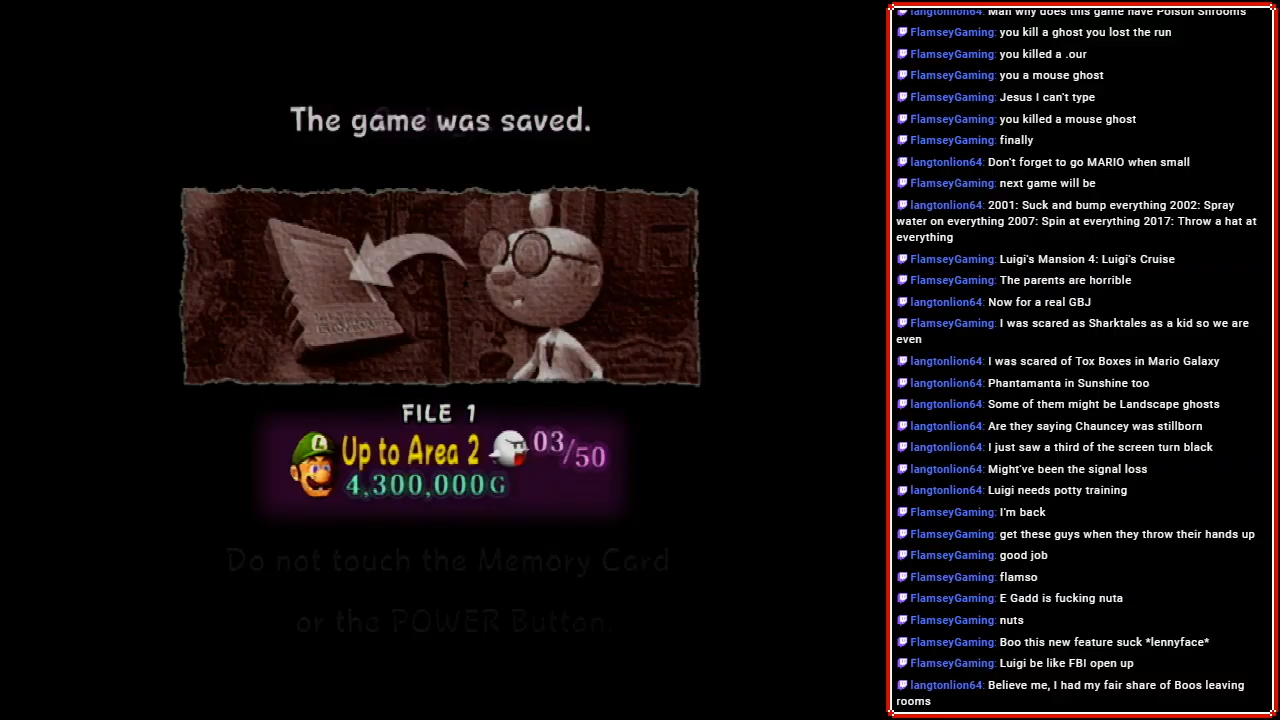 The game was saved.
FILE 1
Up to Area 2 03/50
4,300,000G
Do not touch the Memory Card
or the POWER Button.
langtonlion64: Man why does this game have Poison Shrooms
FlamseyGaming: you kill a ghost you lost the run
FlamseyGaming: you killed a .our
FlamseyGaming: you a mouse ghost
FlamseyGaming: Jesus I can't type
FlamseyGaming: you killed a mouse ghost
FlamseyGaming: finally
langtonlion64: Don't forget to go MARIO when small
FlamseyGaming: next game will be
langtonlion64: 2001: Suck and bump everything 2002: Spray
water on everything 2007: Spin at everything 2017: Throw a hat at
everything
FlamseyGaming: Luigi's Mansion 4: Luigi's Cruise
FlamseyGaming: The parents are horrible
langtonlion64: Now for a real GBJ
FlamseyGaming: I was scared as Sharktales as a kid so we are
even
langtonlion64: I was scared of Tox Boxes in Mario Galaxy
langtonlion64: Phantamanta in Sunshine too
langtonlion64: Some of them might be Landscape ghosts
langtonlion64: Are they saying Chauncey was stillborn
langtonlion64: I just saw a third of the screen turn black
langtonlion64: Might've been the signal loss
langtonlion64: Luigi needs potty training
FlamseyGaming: I'm back
FlamseyGaming: get these guys when they throw their hands up
FlamseyGaming: good job
FlamseyGaming: flamso
FlamseyGaming: E Gadd is fucking nuta
FlamseyGaming: nuts
FlamseyGaming: Boo this new feature suck *lennyface*
FlamseyGaming: Luigi be like FBI open up
langtonlion64: Believe me, I had my fair share of Boos leaving
rooms